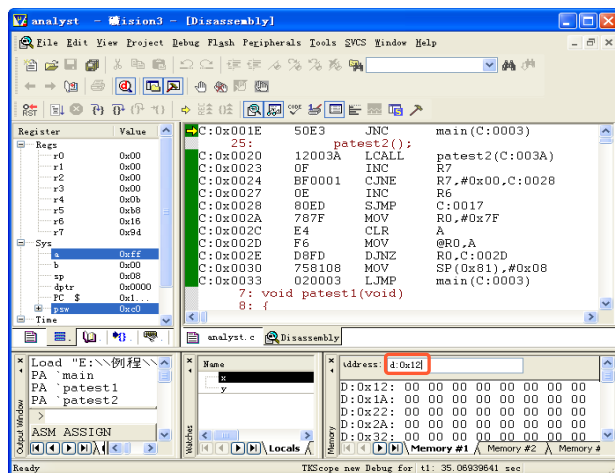 analyst - 礦ision3 - [Disassembly]
File Edit View Project Debug Flash Peripherals Tools SVCS Window Help
Register Value
Regs
r0 0x00
r1 0x00
r2 0x00
r3 0x00
r4 0x0b
r5 0xb8
r6 0x16
r7 0x9d
Sys
a 0xff
b 0x00
sp 0x08
dptr 0x0000
PC $ 0x1...
psw 0xc0
Time
C:0x001E 50E3 JNC main(C:0003)
25: patest2();
C:0x0020 12003A LCALL patest2(C:003A)
C:0x0023 0F INC R7
C:0x0024 BF0001 CJNE R7,#0x00,C:0028
C:0x0027 0E INC R6
C:0x0028 80ED SJMP C:0017
C:0x002A 787F MOV R0,#0x7F
C:0x002C E4 CLR A
C:0x002D F6 MOV @R0,A
C:0x002E D8FD DJNZ R0,C:002D
C:0x0030 758108 MOV SP(0x81),#0x08
C:0x0033 020003 LJMP main(C:0003)
7: void patest1(void)
8: {
analyst.c Disassembly
Load "E:\\例程\\
PA `main
PA `patest1
PA `patest2
>
ASM ASSIGN
Output Window
Name
x
y
Locals
Watches
Address: d:0x12
D:0x12: 00 00 00 00 00 00 00 00
D:0x1A: 00 00 00 00 00 00 00 00
D:0x22: 00 00 00 00 00 00 00 00
D:0x2A: 00 00 00 00 00 00 00 00
D:0x32: 00 00 00 00 00 00 00 00
Memory #1 Memory #2 Memory #
Memory
Ready TKScope new Debug for t1: 35.06939641 sec